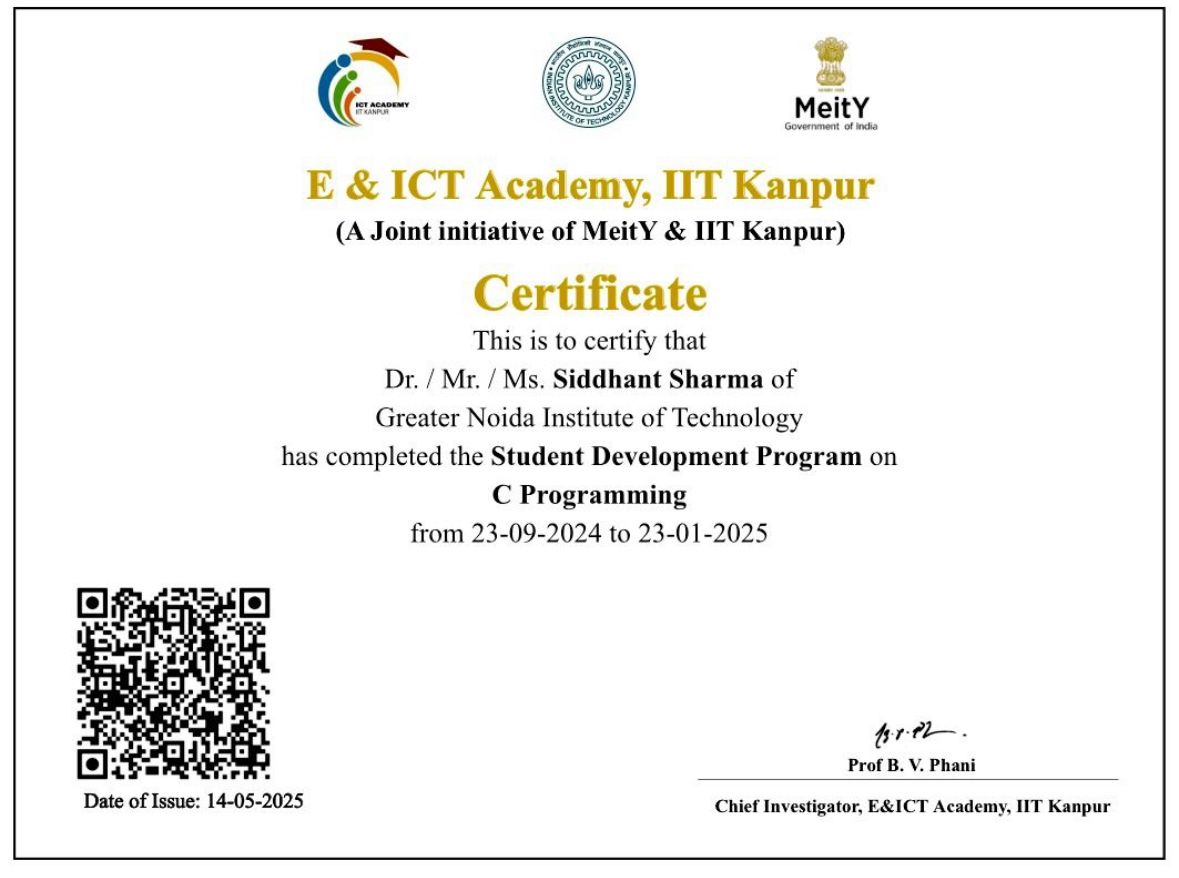 ICT ACADEMY
IIT KANPUR
INDIAN INSTITUTE OF TECHNOLOGY KANPUR
MeitY
Government of India
E & ICT Academy, IIT Kanpur
(A Joint initiative of MeitY & IIT Kanpur)
Certificate
This is to certify that
Dr. / Mr. / Ms. Siddhant Sharma of
Greater Noida Institute of Technology
has completed the Student Development Program on
C Programming
from 23-09-2024 to 23-01-2025
Date of Issue: 14-05-2025
Prof B. V. Phani
Chief Investigator, E&ICT Academy, IIT Kanpur